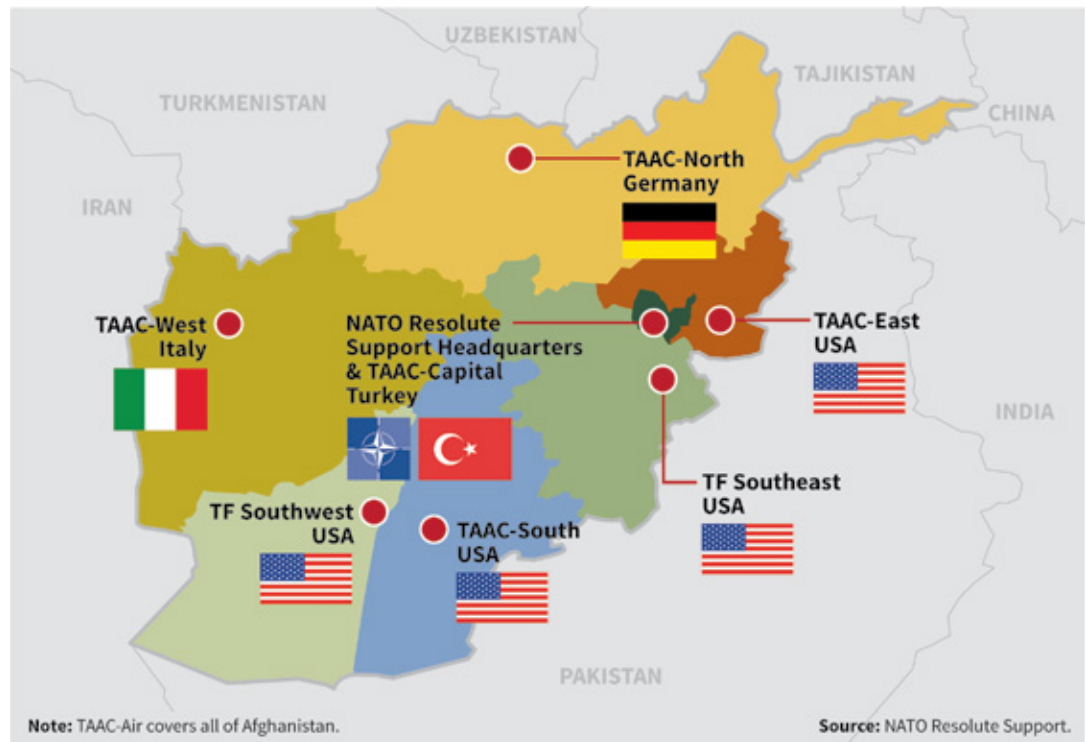 UZBEKISTAN
TAJIKISTAN
TURKMENISTAN
CHINA
TAAC-North
Germany
IRAN
TAAC-West
Italy
NATO Resolute
Support Headquarters
& TAAC-Capital
Turkey
TAAC-East
USA
INDIA
TF Southeast
USA
TF Southwest
USA
TAAC-South
USA
PAKISTAN
Note: TAAC-Air covers all of Afghanistan.
Source: NATO Resolute Support.